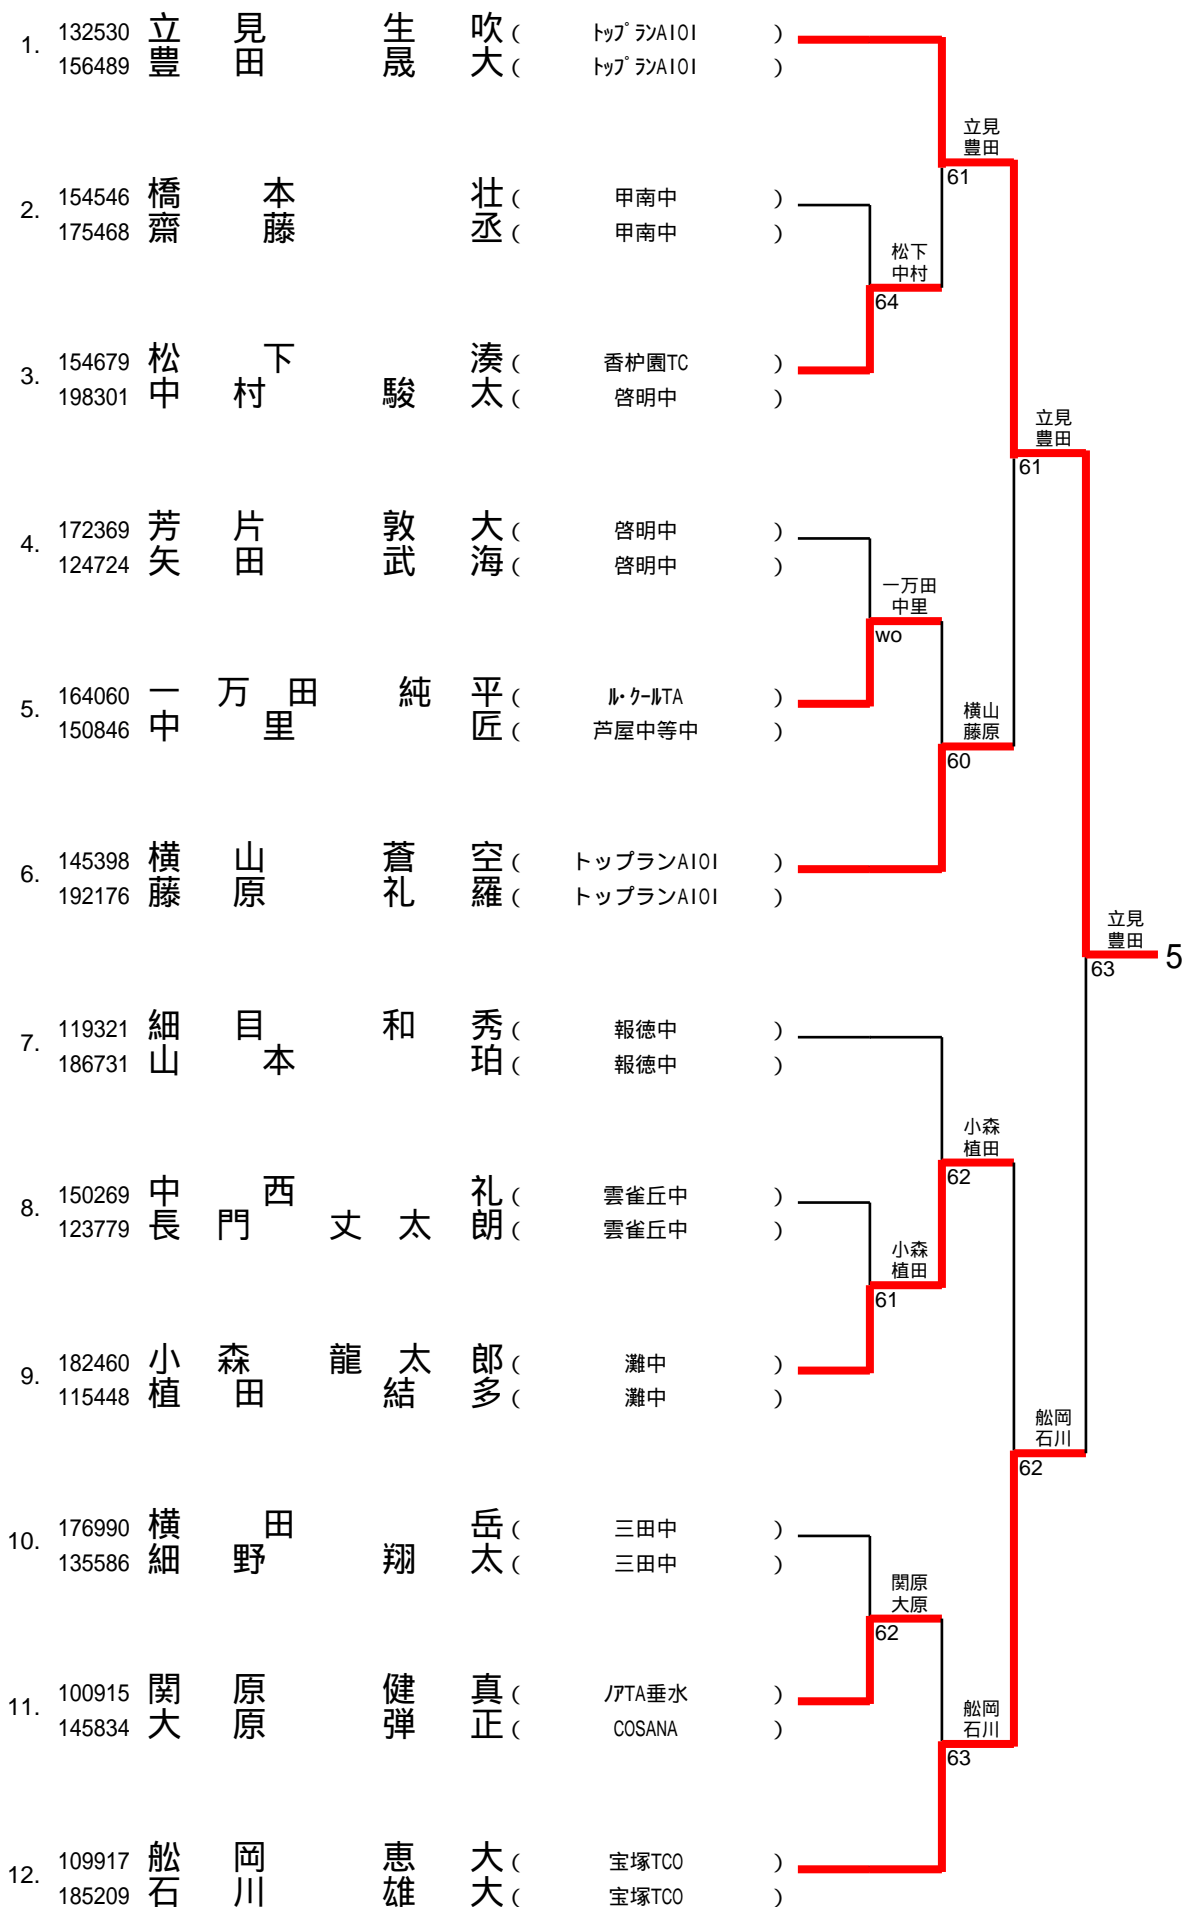 1. 132530 立見 生吹 ( ﾄｯﾌﾟﾗﾝAIOI )
156489 豊田 晟大 ( ﾄｯﾌﾟﾗﾝAIOI )
立見
豊田
61
2. 154546 橋本 壮 ( 甲南中 )
175468 齋藤 丞 ( 甲南中 )
松下
中村
64
3. 154679 松下 湊 ( 香枦園TC )
198301 中村 駿太 ( 啓明中 )
立見
豊田
61
4. 172369 芳片 敦大 ( 啓明中 )
124724 矢田 武海 ( 啓明中 )
一万田
中里
wo
5. 164060 一万田 純平 ( ﾙ･ｸｰﾙTA )
150846 中里 匠 ( 芦屋中等中 )
横山
藤原
60
6. 145398 横山 蒼空 ( トップランAIOI )
192176 藤原 礼羅 ( トップランAIOI )
立見
豊田
63 5
7. 119321 細目 和秀 ( 報徳中 )
186731 山本 珀 ( 報徳中 )
小森
植田
62
8. 150269 中西 礼 ( 雲雀丘中 )
123779 長門 丈太朗 ( 雲雀丘中 )
小森
植田
61
9. 182460 小森 龍太郎 ( 灘中 )
115448 植田 結多 ( 灘中 )
舩岡
石川
62
10. 176990 横田 岳 ( 三田中 )
135586 細野 翔太 ( 三田中 )
関原
大原
62
11. 100915 関原 健真 ( ﾉｱTA垂水 )
145834 大原 弾正 ( COSANA )
舩岡
石川
63
12. 109917 舩岡 恵大 ( 宝塚TCO )
185209 石川 雄大 ( 宝塚TCO )